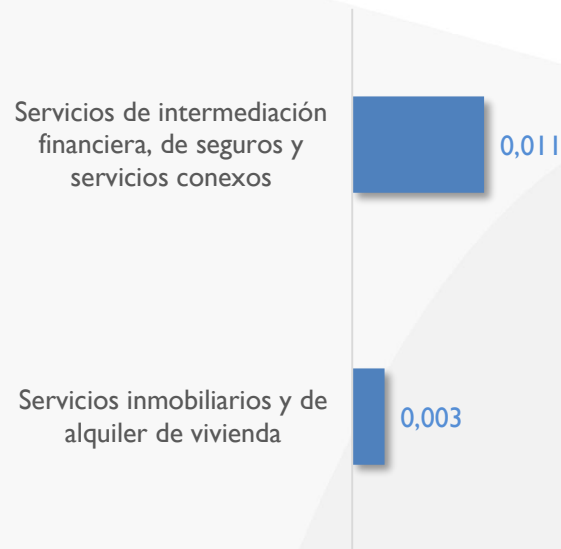 Servicios de intermediación
financiera, de seguros y
servicios conexos
0,011
Servicios inmobiliarios y de
alquiler de vivienda
0,003